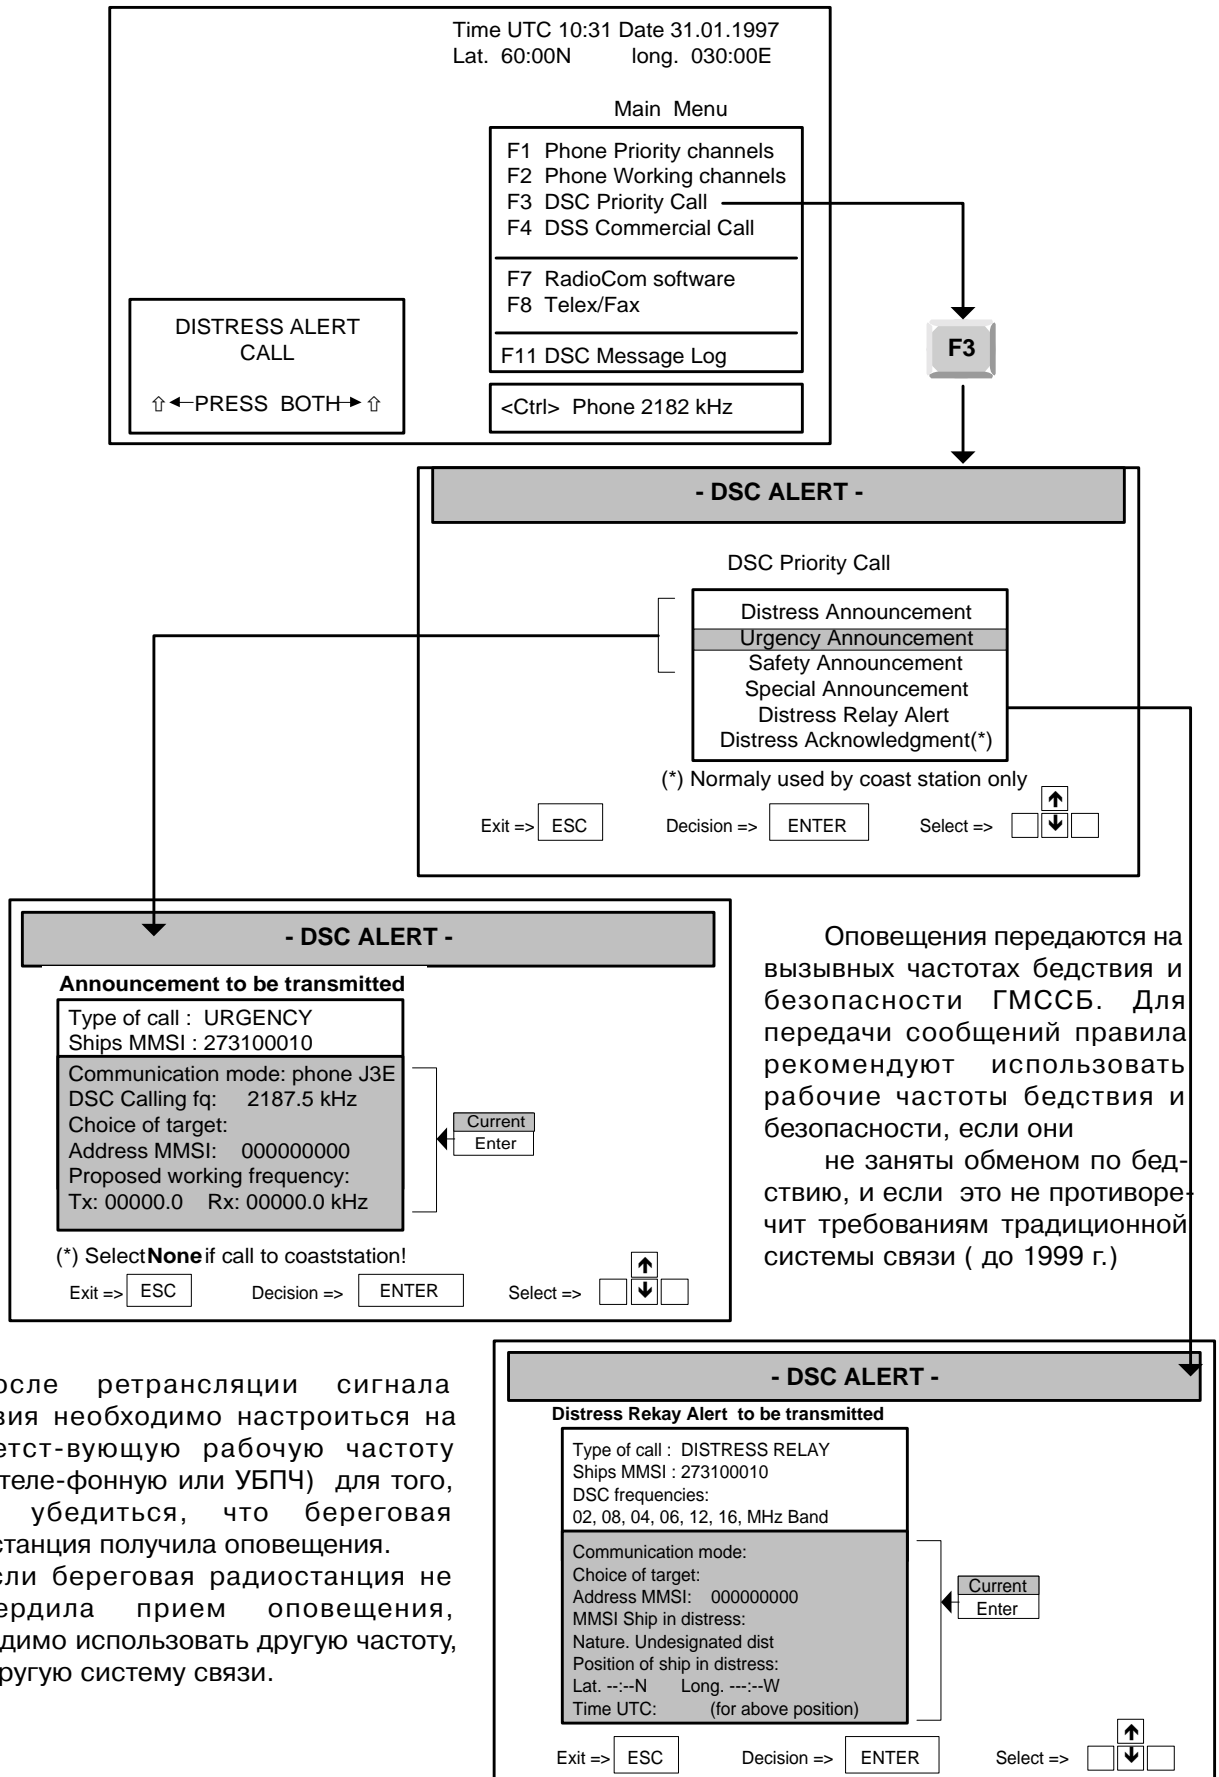 Time UTC 10:31 Date 31.01.1997
Lat. 60:00N long. 030:00E
Main Menu
F1 Phone Priority channels
F2 Phone Working channels
F3 DSC Priority Call
F4 DSS Commercial Call
F7 RadioCom software
F8 Telex/Fax
F11 DSC Message Log
<Ctrl> Phone 2182 kHz
DISTRESS ALERT
CALL
⇧ ←PRESS BOTH→ ⇧
F3
- DSC ALERT -
DSC Priority Call
Distress Announcement
Urgency Announcement
Safety Announcement
Special Announcement
Distress Relay Alert
Distress Acknowledgment(*)
(*) Normaly used by coast station only
Exit => ESC Decision => ENTER Select => ↑ ↓
- DSC ALERT -
Announcement to be transmitted
Type of call : URGENCY
Ships MMSI : 273100010
Communication mode: phone J3E
DSC Calling fq: 2187.5 kHz
Choice of target:
Address MMSI: 000000000
Proposed working frequency:
Tx: 00000.0 Rx: 00000.0 kHz
Current
Enter
(*) Select None if call to coaststation!
Exit => ESC Decision => ENTER Select => ↑ ↓
Оповещения передаются на
вызывных частотах бедствия и
безопасности ГМССБ. Для
передачи сообщений правила
рекомендуют использовать
рабочие частоты бедствия и
безопасности, если они
не заняты обменом по бед-
ствию, и если это не противоре-
чит требованиям традиционной
системы связи ( до 1999 г.)
осле ретрансляции сигнала
вия необходимо настроиться на
етст-вующую рабочую частоту
теле-фонную или УБПЧ) для того,
убедиться, что береговая
станция получила оповещения.
сли береговая радиостанция не
ердила прием оповещения,
димо использовать другую частоту,
ругую систему связи.
- DSC ALERT -
Distress Rekay Alert to be transmitted
Type of call : DISTRESS RELAY
Ships MMSI : 273100010
DSC frequencies:
02, 08, 04, 06, 12, 16, MHz Band
Communication mode:
Choice of target:
Address MMSI: 000000000
MMSI Ship in distress:
Nature. Undesignated dist
Position of ship in distress:
Lat. --:--N Long. ---:--W
Time UTC: (for above position)
Current
Enter
Exit => ESC Decision => ENTER Select => ↑ ↓